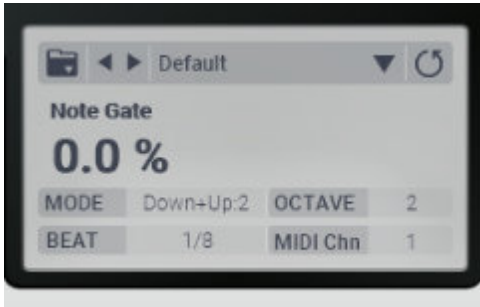 Default
Note Gate
0.0 %
MODE Down+Up:2 OCTAVE 2
BEAT 1/8 MIDI Chn 1